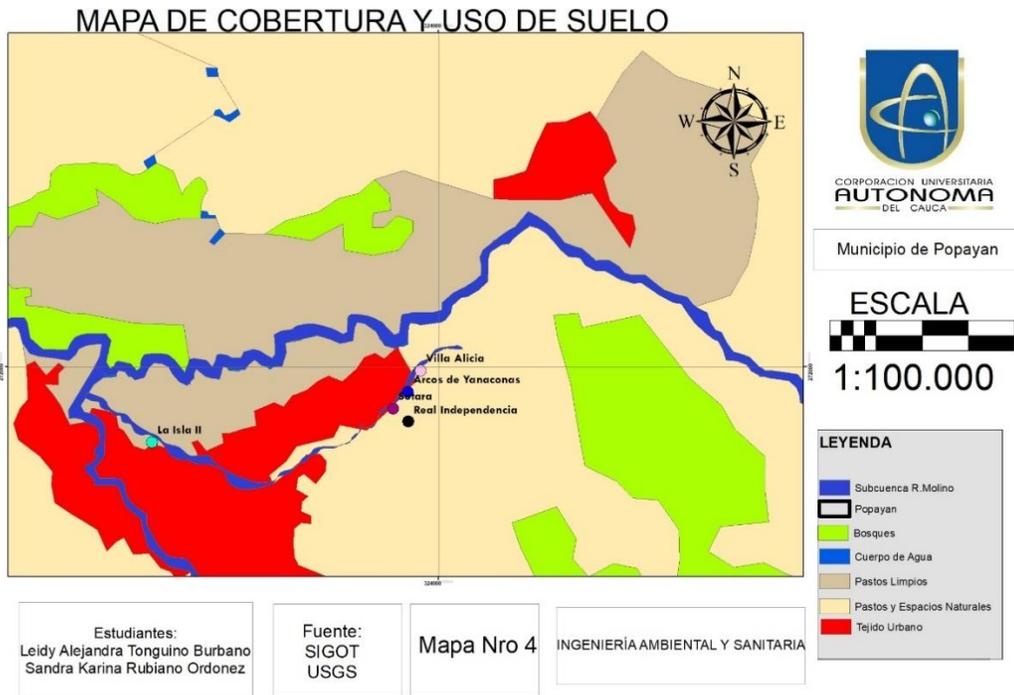 MAPA DE COBERTURA Y USO DE SUELO
324000
N
W
E
S
Villa Alicia
Arcos de Yanaconas
Real Independencia
La Isla II
324000
CORPORACION UNIVERSITARIA
AUTONOMA
DEL CAUCA
Municipio de Popayan
ESCALA
1:100.000
LEYENDA
Subcuenca R.Molino
Popayan
Bosques
Cuerpo de Agua
Pastos Limpios
Pastos y Espacios Naturales
Tejido Urbano
Estudiantes:
Leidy Alejandra Tonguino Burbano
Sandra Karina Rubiano Ordonez
Fuente:
SIGOT
USGS
Mapa Nro 4
INGENIERÍA AMBIENTAL Y SANITARIA